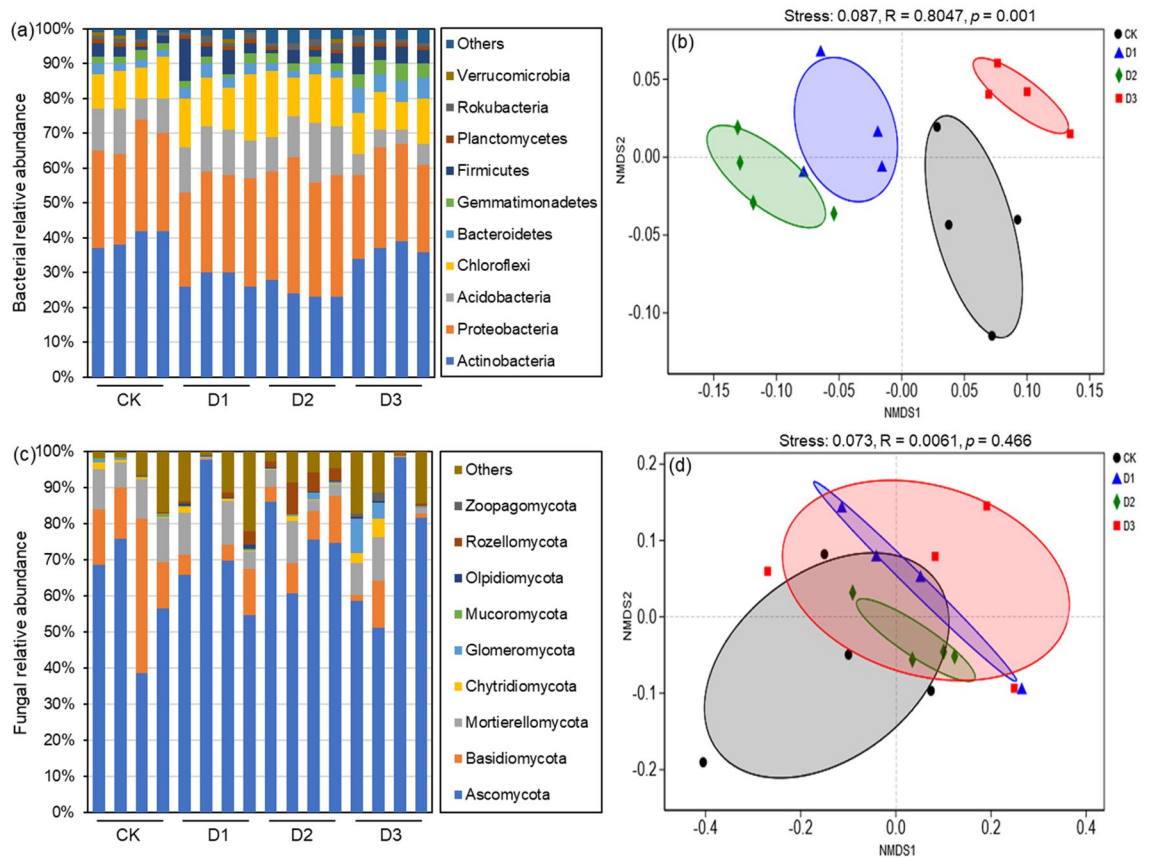 (a)
Bacterial relative abundance
100%
90%
80%
70%
60%
50%
40%
30%
20%
10%
0%
CK D1 D2 D3
Others
Verrucomicrobia
Rokubacteria
Planctomycetes
Firmicutes
Gemmatimonadetes
Bacteroidetes
Chloroflexi
Acidobacteria
Proteobacteria
Actinobacteria
Stress: 0.087, R = 0.8047, p = 0.001
(b)
NMDS2
0.05
0.00
-0.05
-0.10
-0.15 -0.10 -0.05 -0.00 0.05 0.10 0.15
NMDS1
CK
D1
D2
D3
(c)
Fungal relative abundance
100%
90%
80%
70%
60%
50%
40%
30%
20%
10%
0%
CK D1 D2 D3
Others
Zoopagomycota
Rozellomycota
Olpidiomycota
Mucoromycota
Glomeromycota
Chytridiomycota
Mortierellomycota
Basidiomycota
Ascomycota
Stress: 0.073, R = 0.0061, p = 0.466
(d)
NMDS2
0.2
0.1
0.0
-0.1
-0.2
-0.4 -0.2 0.0 0.2 0.4
NMDS1
CK
D1
D2
D3